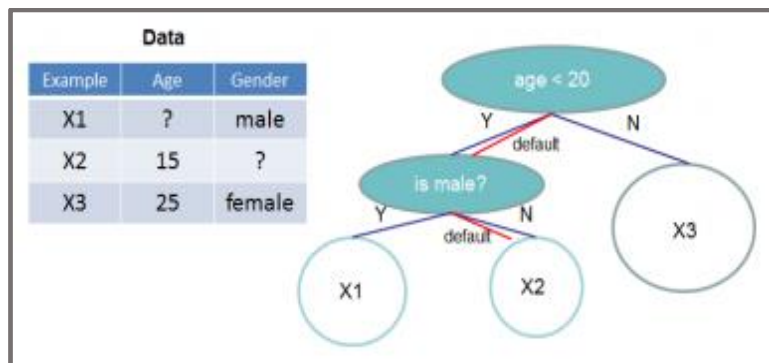 Data
Example Age Gender
X1 ? male
X2 15 ?
X3 25 female
age < 20
Y N
default
is male?
Y N
default
X3
X1 X2